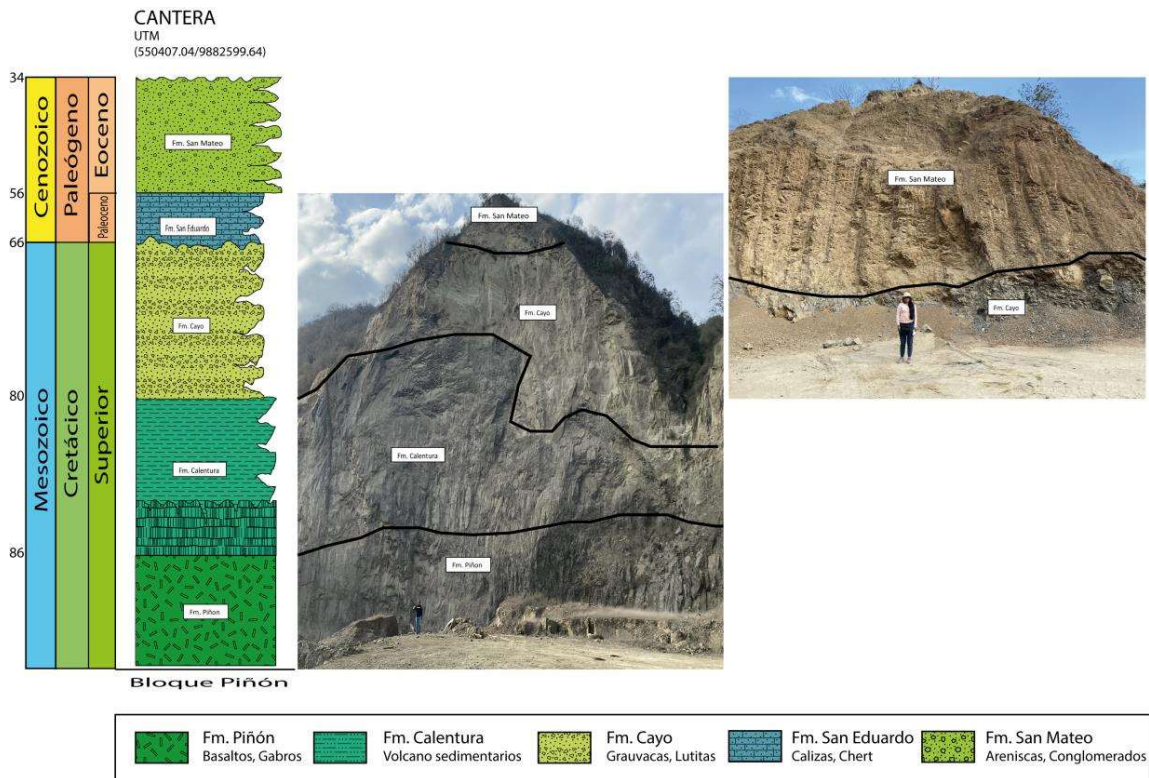 CANTERA
UTM
(550407.04/9882599.64)
34
56
66
80
86
Cenozoico
Paleógeno
Eoceno
Paleoceno
Mesozoico
Cretácico
Superior
Fm. San Mateo
Fm. San Eduardo
Fm. Cayo
Fm. Calentura
Fm. Piñon
Bloque Piñón
Fm. San Mateo
Fm. Cayo
Fm. Calentura
Fm. Piñon
Fm. San Mateo
Fm. Cayo
Fm. Piñón
Basaltos, Gabros
Fm. Calentura
Volcano sedimentarios
Fm. Cayo
Grauvacas, Lutitas
Fm. San Eduardo
Calizas, Chert
Fm. San Mateo
Areniscas, Conglomerados